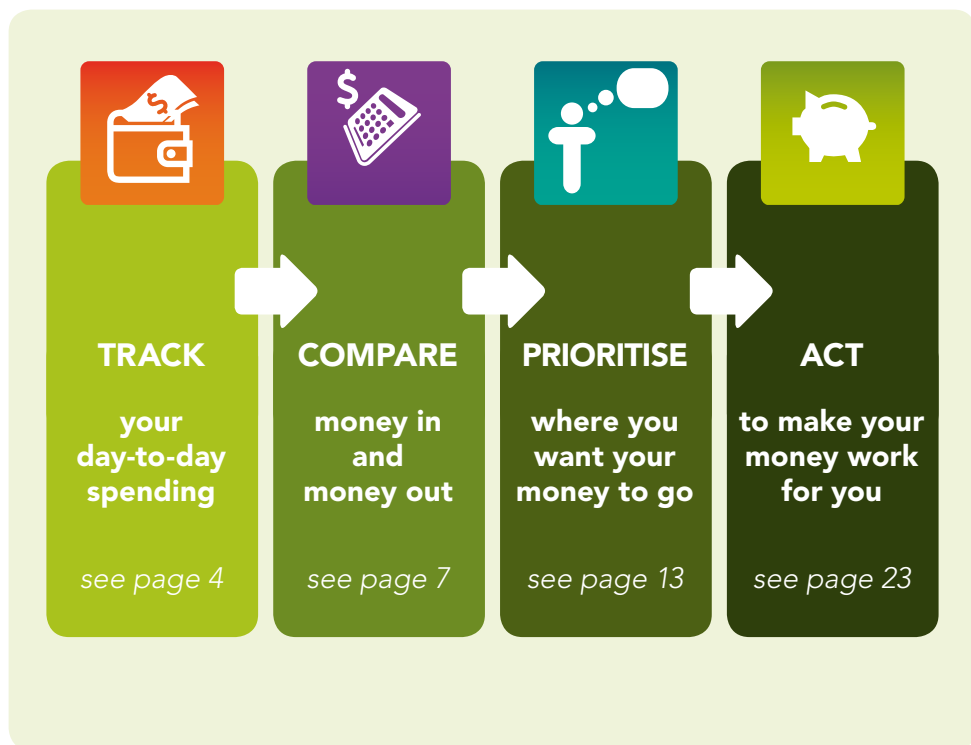 $
$
TRACK
your
day-to-day
spending
see page 4
COMPARE
money in
and
money out
see page 7
PRIORITISE
where you
want your
money to go
see page 13
ACT
to make your
money work
for you
see page 23